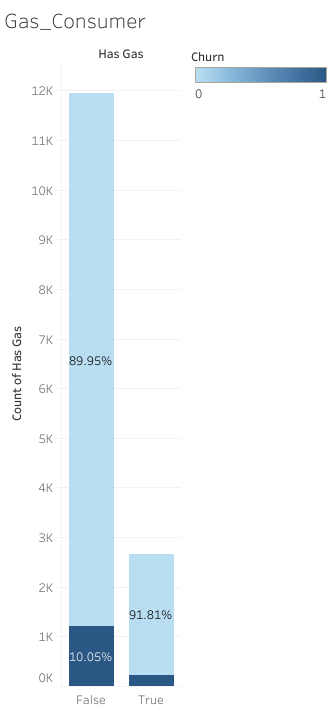 Gas_Consumer
Has Gas
Churn
0 1
12K
11K
10K
9K
8K
7K
89.95%
6K
5K
4K
3K
2K
91.81%
1K
10.05%
0K
Count of Has Gas
False True